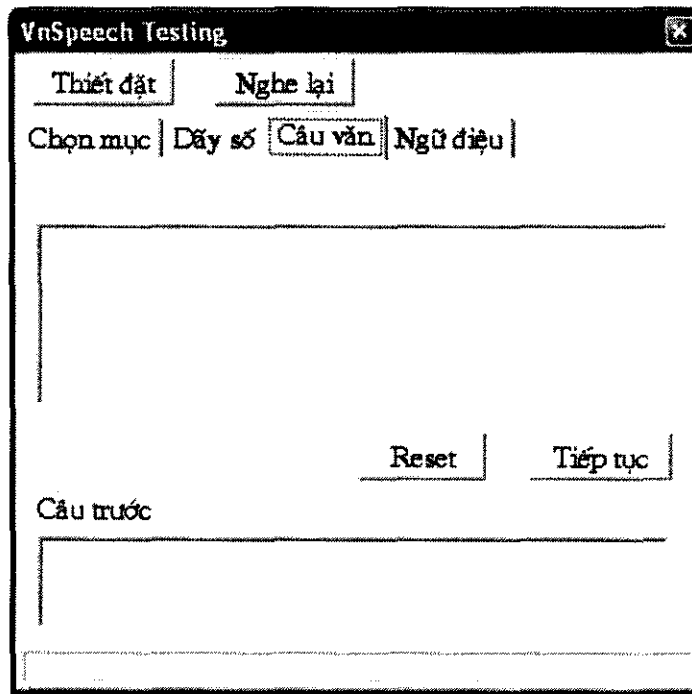 VnSpeech Testing
Thiết đặt Nghe lại
Chọn mục Dãy số Câu văn Ngữ điệu
Reset Tiếp tục
Câu trước